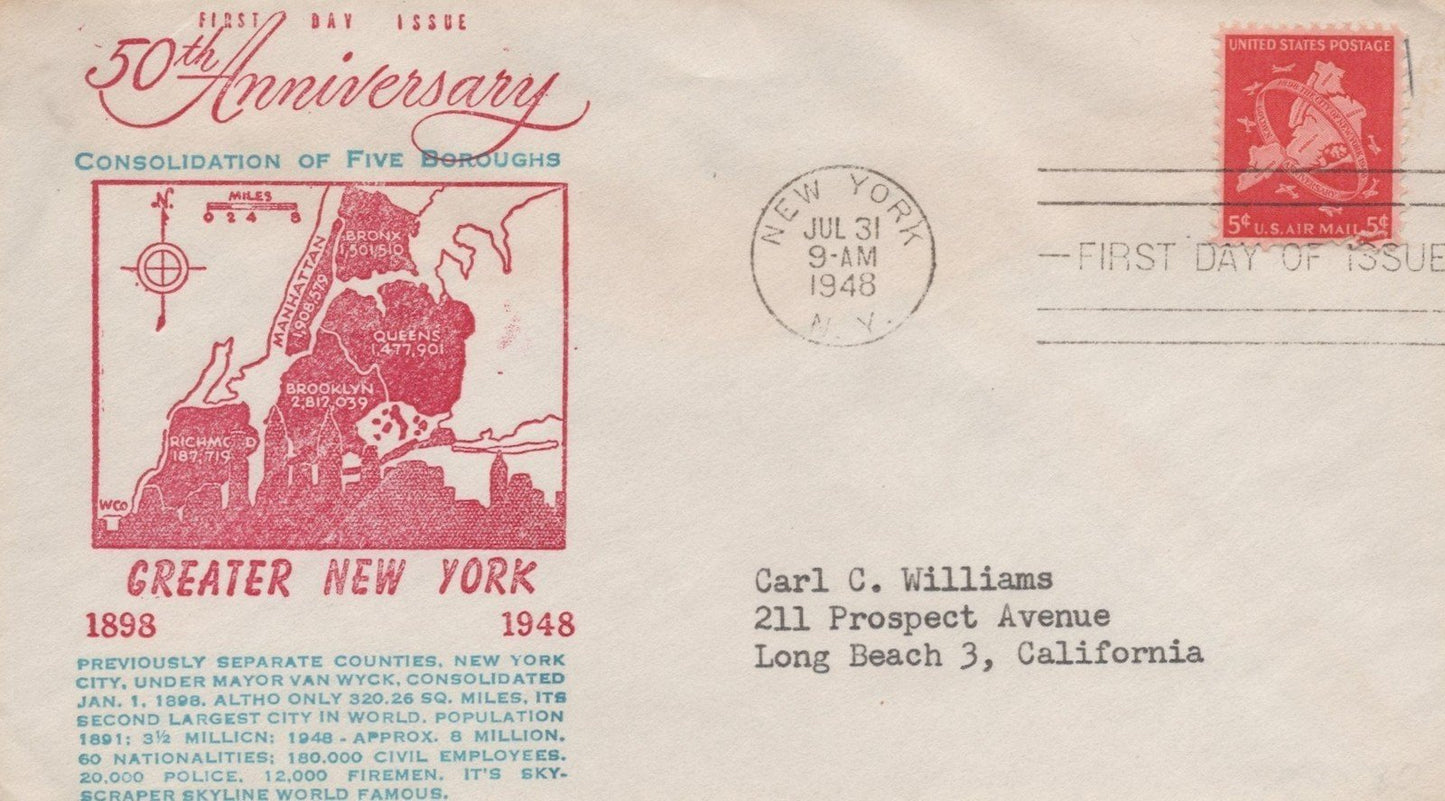 FIRST DAY ISSUE
50th Anniversary
CONSOLIDATION OF FIVE BOROUGHS
N.
MILES
0 2 4 8
BRONX
1,501,510
MANHATTAN
1,908,579
QUEENS
1,477,901
BROOKLYN
2,812,039
RICHMOND
187,719
WCO
GREATER NEW YORK
1898 1948
PREVIOUSLY SEPARATE COUNTIES, NEW YORK
CITY, UNDER MAYOR VAN WYCK, CONSOLIDATED
JAN. 1, 1898. ALTHO ONLY 320.26 SQ. MILES, ITS
SECOND LARGEST CITY IN WORLD. POPULATION
1891; 3½ MILLICN; 1948 - APPROX. 8 MILLION.
60 NATIONALITIES; 180,000 CIVIL EMPLOYEES.
20,000 POLICE. 12,000 FIREMEN. IT'S SKY-
SCRAPER SKYLINE WORLD FAMOUS.
NEW YORK
JUL 31
9-AM
1948
N.Y.
UNITED STATES POSTAGE
5¢ U.S. AIR MAIL 5¢
FIRST DAY OF ISSUE
Carl C. Williams
211 Prospect Avenue
Long Beach 3, California